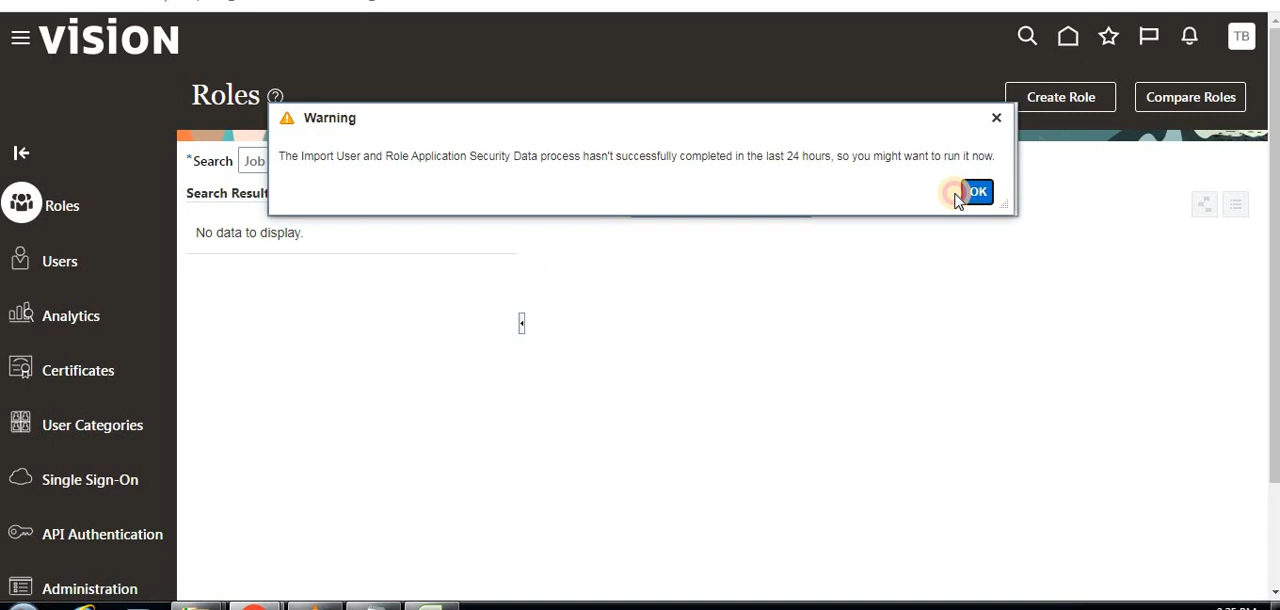 vision
TB
Roles
Create Role
Compare Roles
Warning
The Import User and Role Application Security Data process hasn't successfully completed in the last 24 hours, so you might want to run it now.
OK
*Search
Job
Search Result
No data to display.
Roles
Users
Analytics
Certificates
User Categories
Single Sign-On
API Authentication
Administration